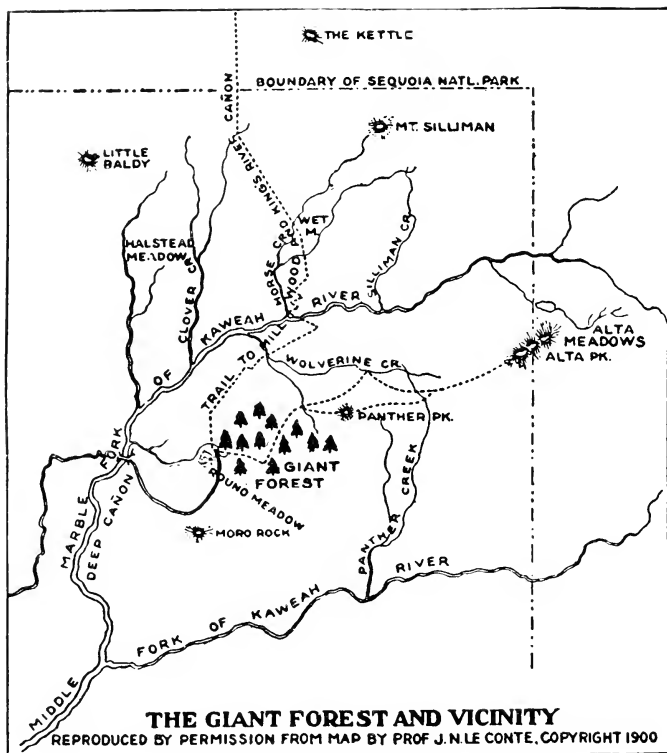 THE KETTLE
BOUNDARY OF SEQUOIA NATL. PARK
CAÑON
KINGS RIVER
MT. SILLIMAN
LITTLE
BALDY
WET
M.
HALSTEAD
MEADOW
CLOVER CR.
HORSE CR.
SILLIMAN CR.
MARBLE FORK OF KAWEAH RIVER
TRAIL TO MILLWOOD
WOLVERINE CR.
ALTA
MEADOWS
ALTA PK.
PANTHER PK.
GIANT
FOREST
ROUND MEADOW
DEEP CAÑON
MORO ROCK
PANTHER CREEK
MIDDLE FORK OF KAWEAH RIVER
THE GIANT FOREST AND VICINITY
REPRODUCED BY PERMISSION FROM MAP BY PROF J.N. LE CONTE, COPYRIGHT 1900